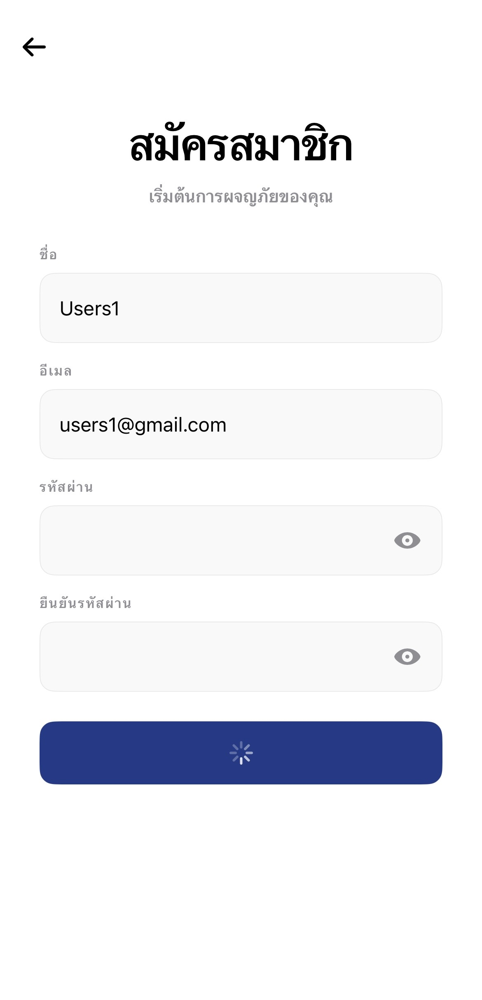 สมัครสมาชิก
เริ่มต้นการผจญภัยของคุณ
ชื่อ
Users1
อีเมล
users1@gmail.com
รหัสผ่าน
ยืนยันรหัสผ่าน